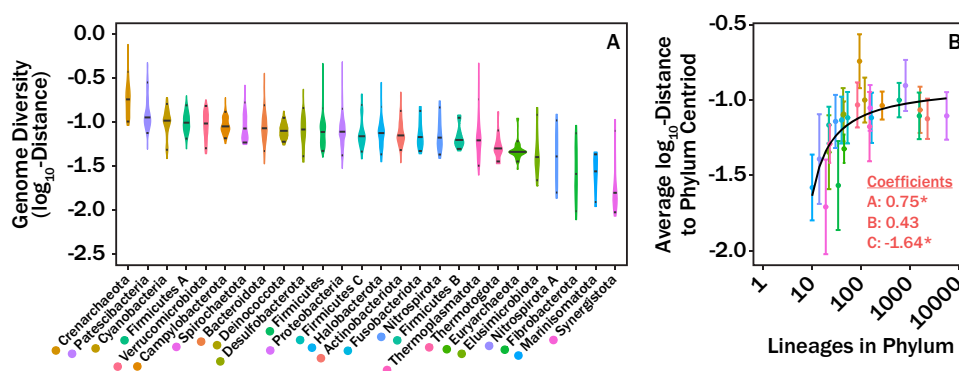 A
Genome Diversity
(log10-Distance)
0.0
-0.5
-1.0
-1.5
-2.0
-2.5
Crenarchaeota
Patescibacteria
Cyanobacteria
Firmicutes A
Verrucomicrobiota
Campylobacterota
Spirochaetota
Bacteroidota
Deinococcota
Desulfobacterota
Firmicutes
Proteobacteria
Firmicutes C
Halobacterota
Actinobacteriota
Fusobacteriota
Nitrospirota
Firmicutes B
Thermoplasmatota
Thermotogota
Euryarchaeota
Elusimicrobiota
Nitrospirota A
Fibrobacterota
Marinisomatota
Synergistota
B
Average log10-Distance
to Phylum Centriod
-0.5
-1.0
-1.5
-2.0
Coefficients
A: 0.75*
B: 0.43
C: -1.64*
1
10
100
1000
10000
Lineages in Phylum